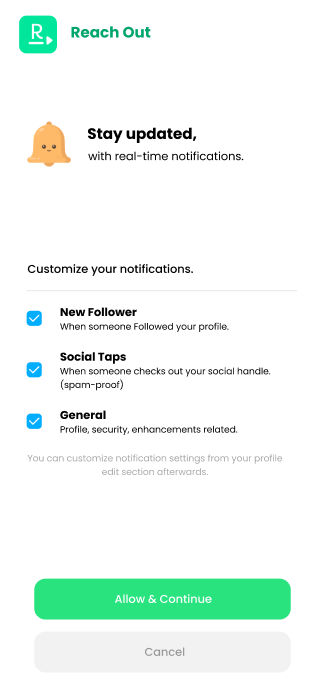 R
Reach Out
Stay updated,
with real-time notifications.
Customize your notifications.
New Follower
When someone Followed your profile.
Social Taps
When someone checks out your social handle.
(spam-proof)
General
Profile, security, enhancements related.
You can customize notification settings from your profile
edit section afterwards.
Allow & Continue
Cancel